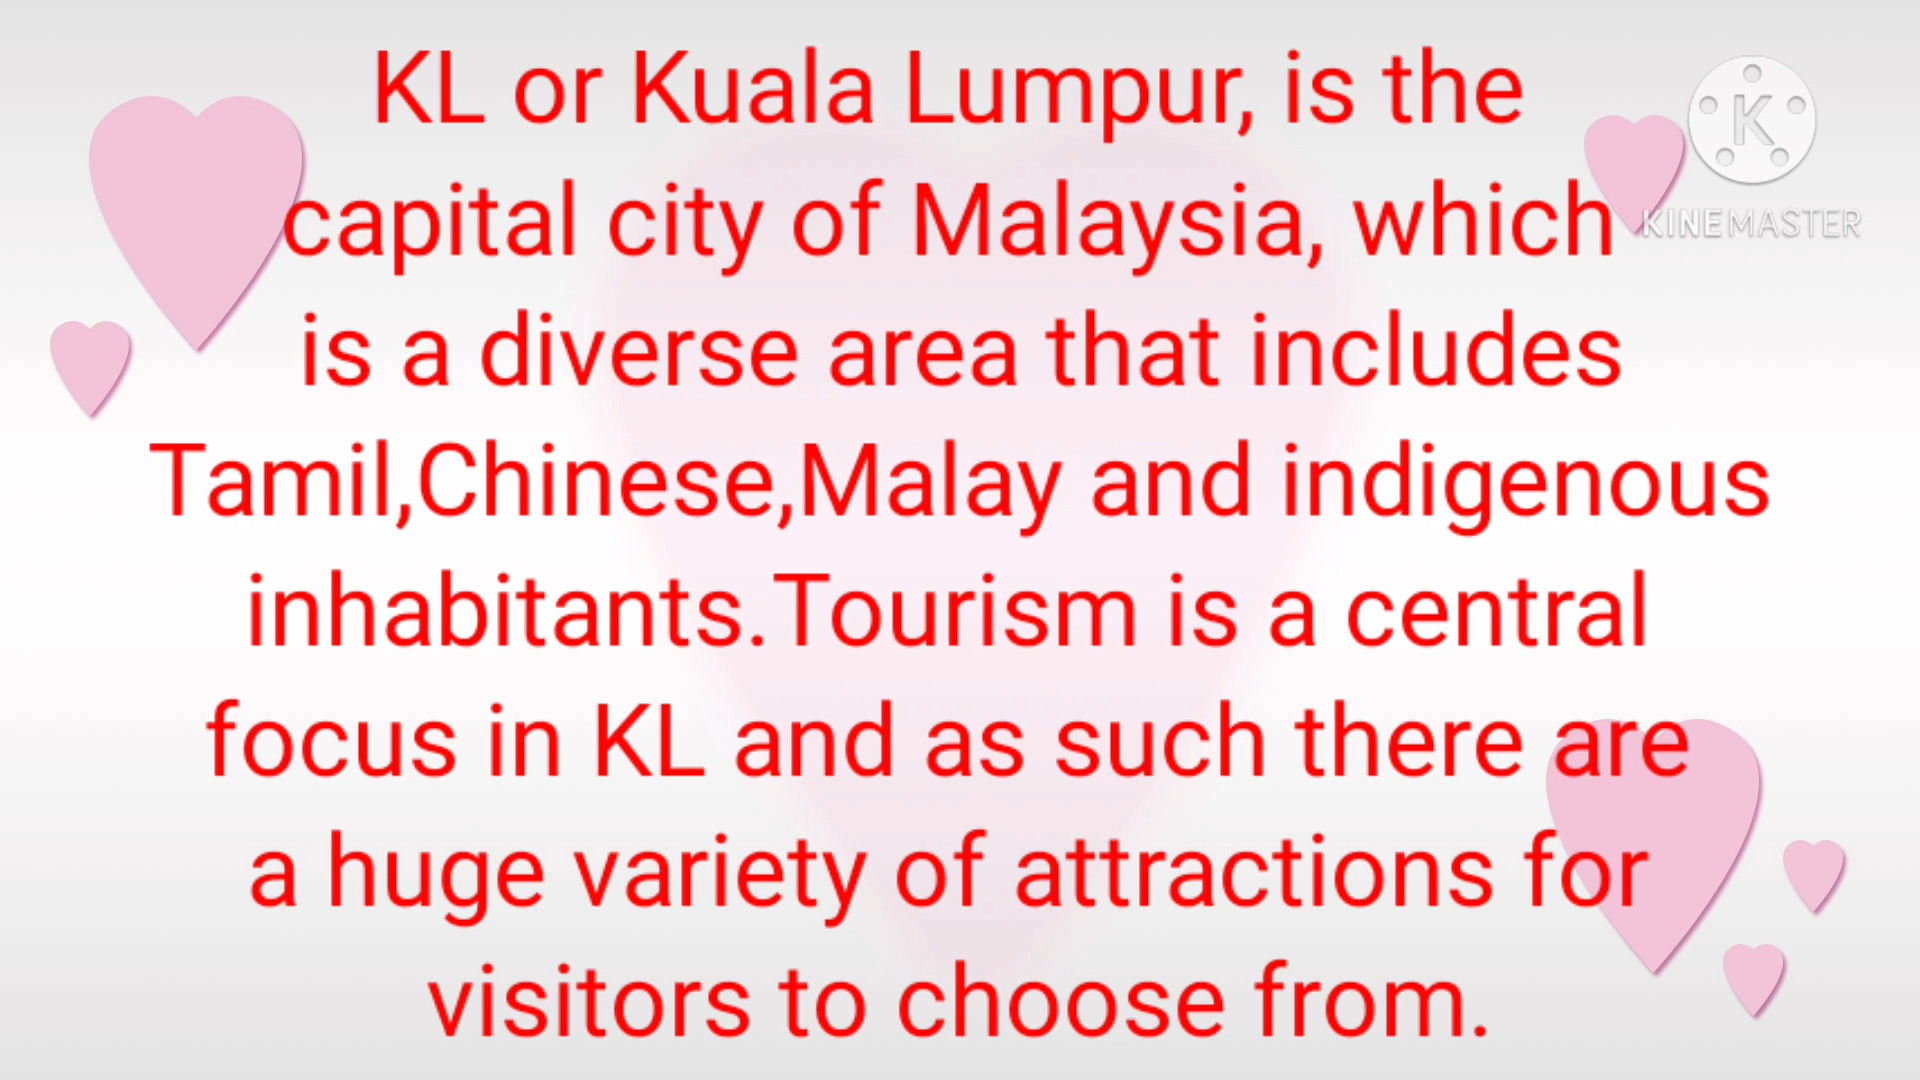 KL or Kuala Lumpur, is the
capital city of Malaysia, which
is a diverse area that includes
Tamil,Chinese,Malay and indigenous
inhabitants.Tourism is a central
focus in KL and as such there are
a huge variety of attractions for
visitors to choose from.
K
KINEMASTER